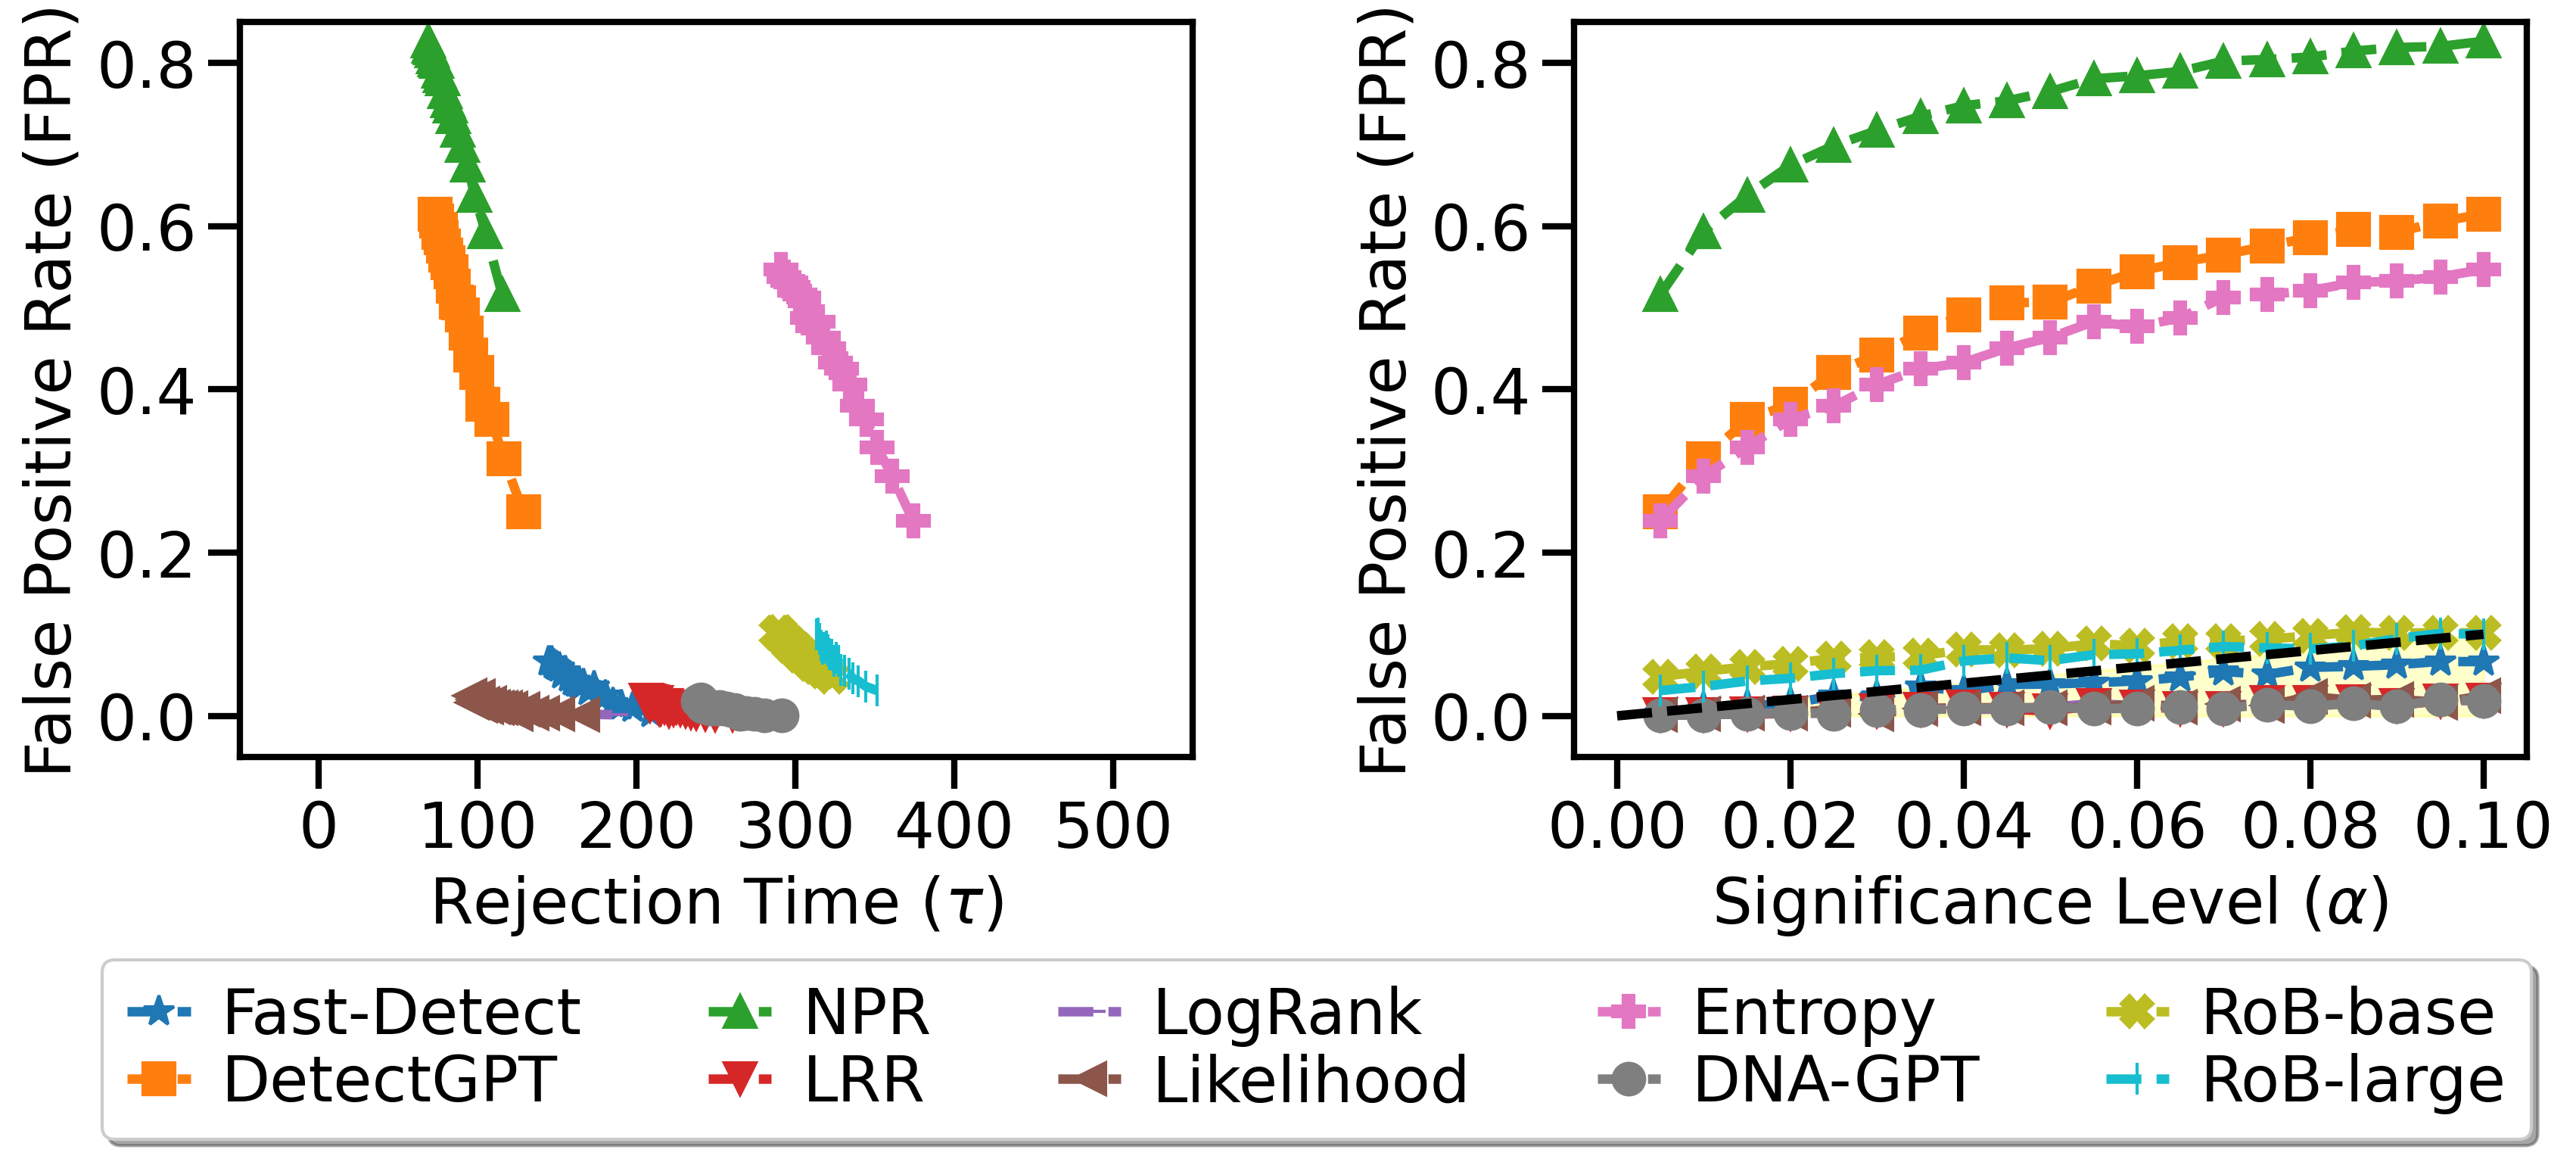 False Positive Rate (FPR)
0.8
0.6
0.4
0.2
0.0
0 100 200 300 400 500
Rejection Time (τ)
False Positive Rate (FPR)
0.8
0.6
0.4
0.2
0.0
0.00 0.02 0.04 0.06 0.08 0.10
Significance Level (α)
Fast-Detect NPR LogRank Entropy RoB-base
DetectGPT LRR Likelihood DNA-GPT RoB-large